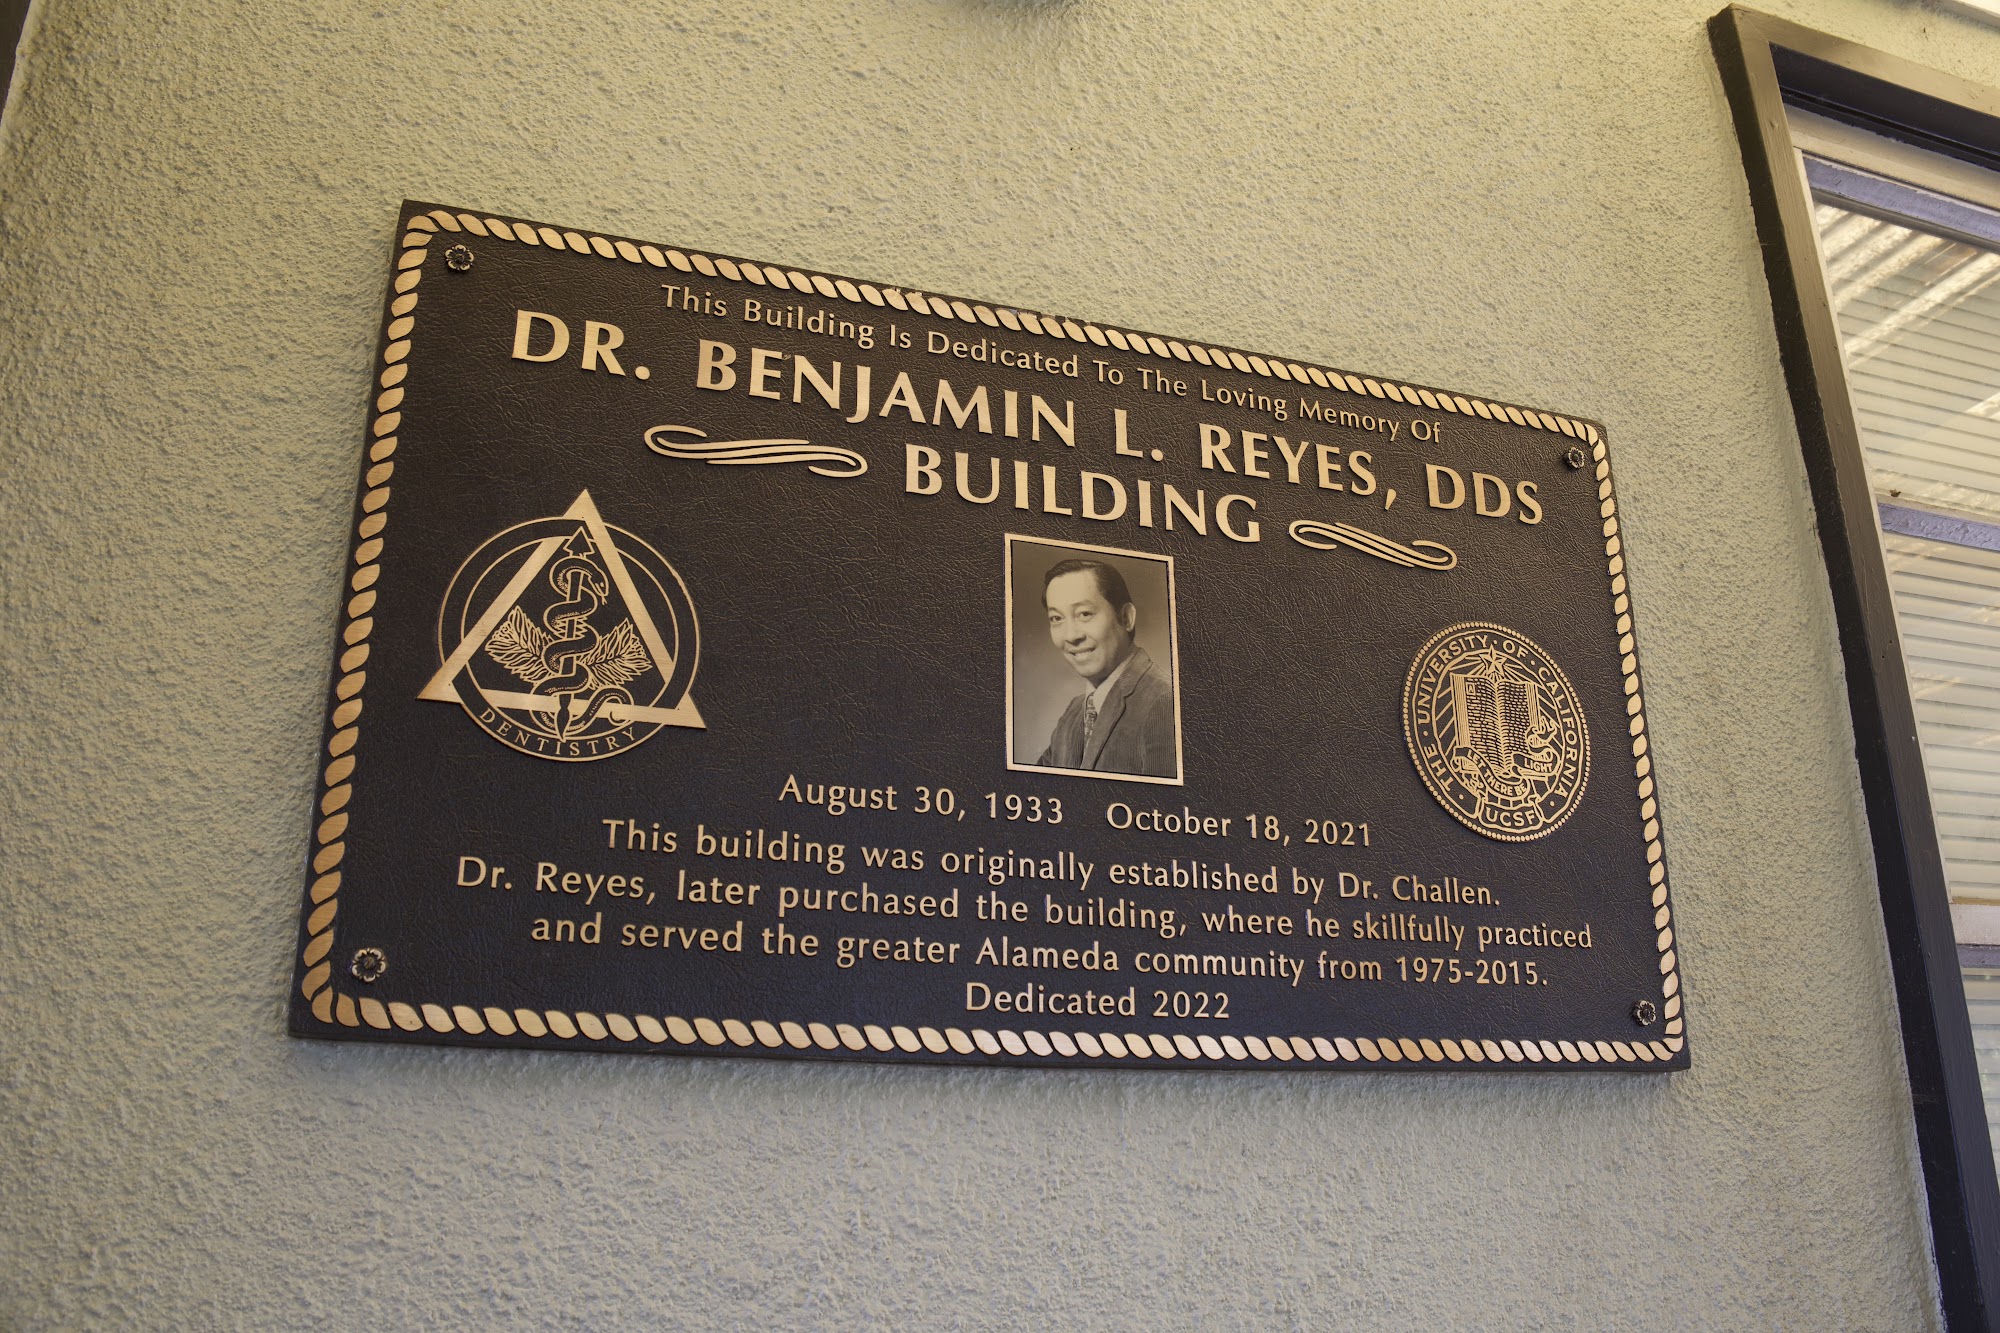 This Building Is Dedicated To The Loving Memory Of
DR. BENJAMIN L. REYES, DDS
BUILDING
DENTISTRY
THE · UNIVERSITY · OF · CALIFORNIA ·
LET THERE BE
LIGHT
UCSF
August 30, 1933 October 18, 2021
This building was originally established by Dr. Challen.
Dr. Reyes, later purchased the building, where he skillfully practiced
and served the greater Alameda community from 1975-2015.
Dedicated 2022